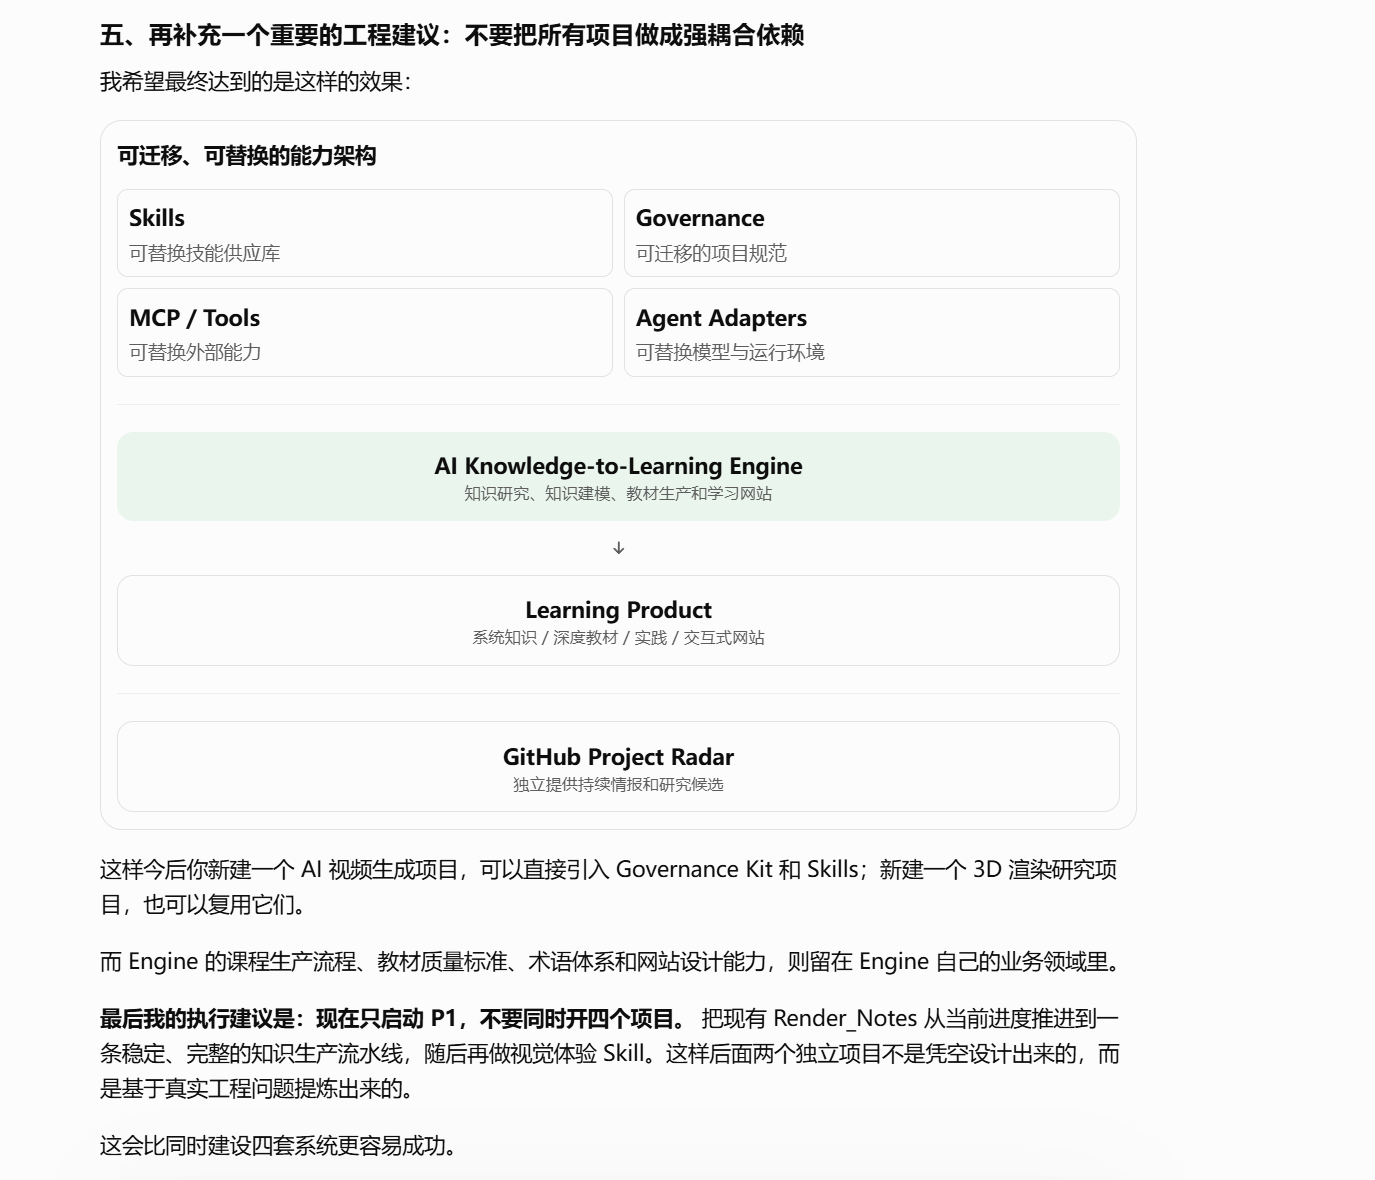 五、再补充一个重要的工程建议：不要把所有项目做成强耦合依赖
我希望最终达到的是这样的效果：
可迁移、可替换的能力架构
Skills
可替换技能供应库
Governance
可迁移的项目规范
MCP / Tools
可替换外部能力
Agent Adapters
可替换模型与运行环境
AI Knowledge-to-Learning Engine
知识研究、知识建模、教材生产和学习网站
↓
Learning Product
系统知识 / 深度教材 / 实践 / 交互式网站
GitHub Project Radar
独立提供持续情报和研究候选
这样今后你新建一个 AI 视频生成项目，可以直接引入 Governance Kit 和 Skills；新建一个 3D 渲染研究项
目，也可以复用它们。
而 Engine 的课程生产流程、教材质量标准、术语体系和网站设计能力，则留在 Engine 自己的业务领域里。
最后我的执行建议是：现在只启动 P1，不要同时开四个项目。 把现有 Render_Notes 从当前进度推进到一
条稳定、完整的知识生产流水线，随后再做视觉体验 Skill。这样后面两个独立项目不是凭空设计出来的，而
是基于真实工程问题提炼出来的。
这会比同时建设四套系统更容易成功。